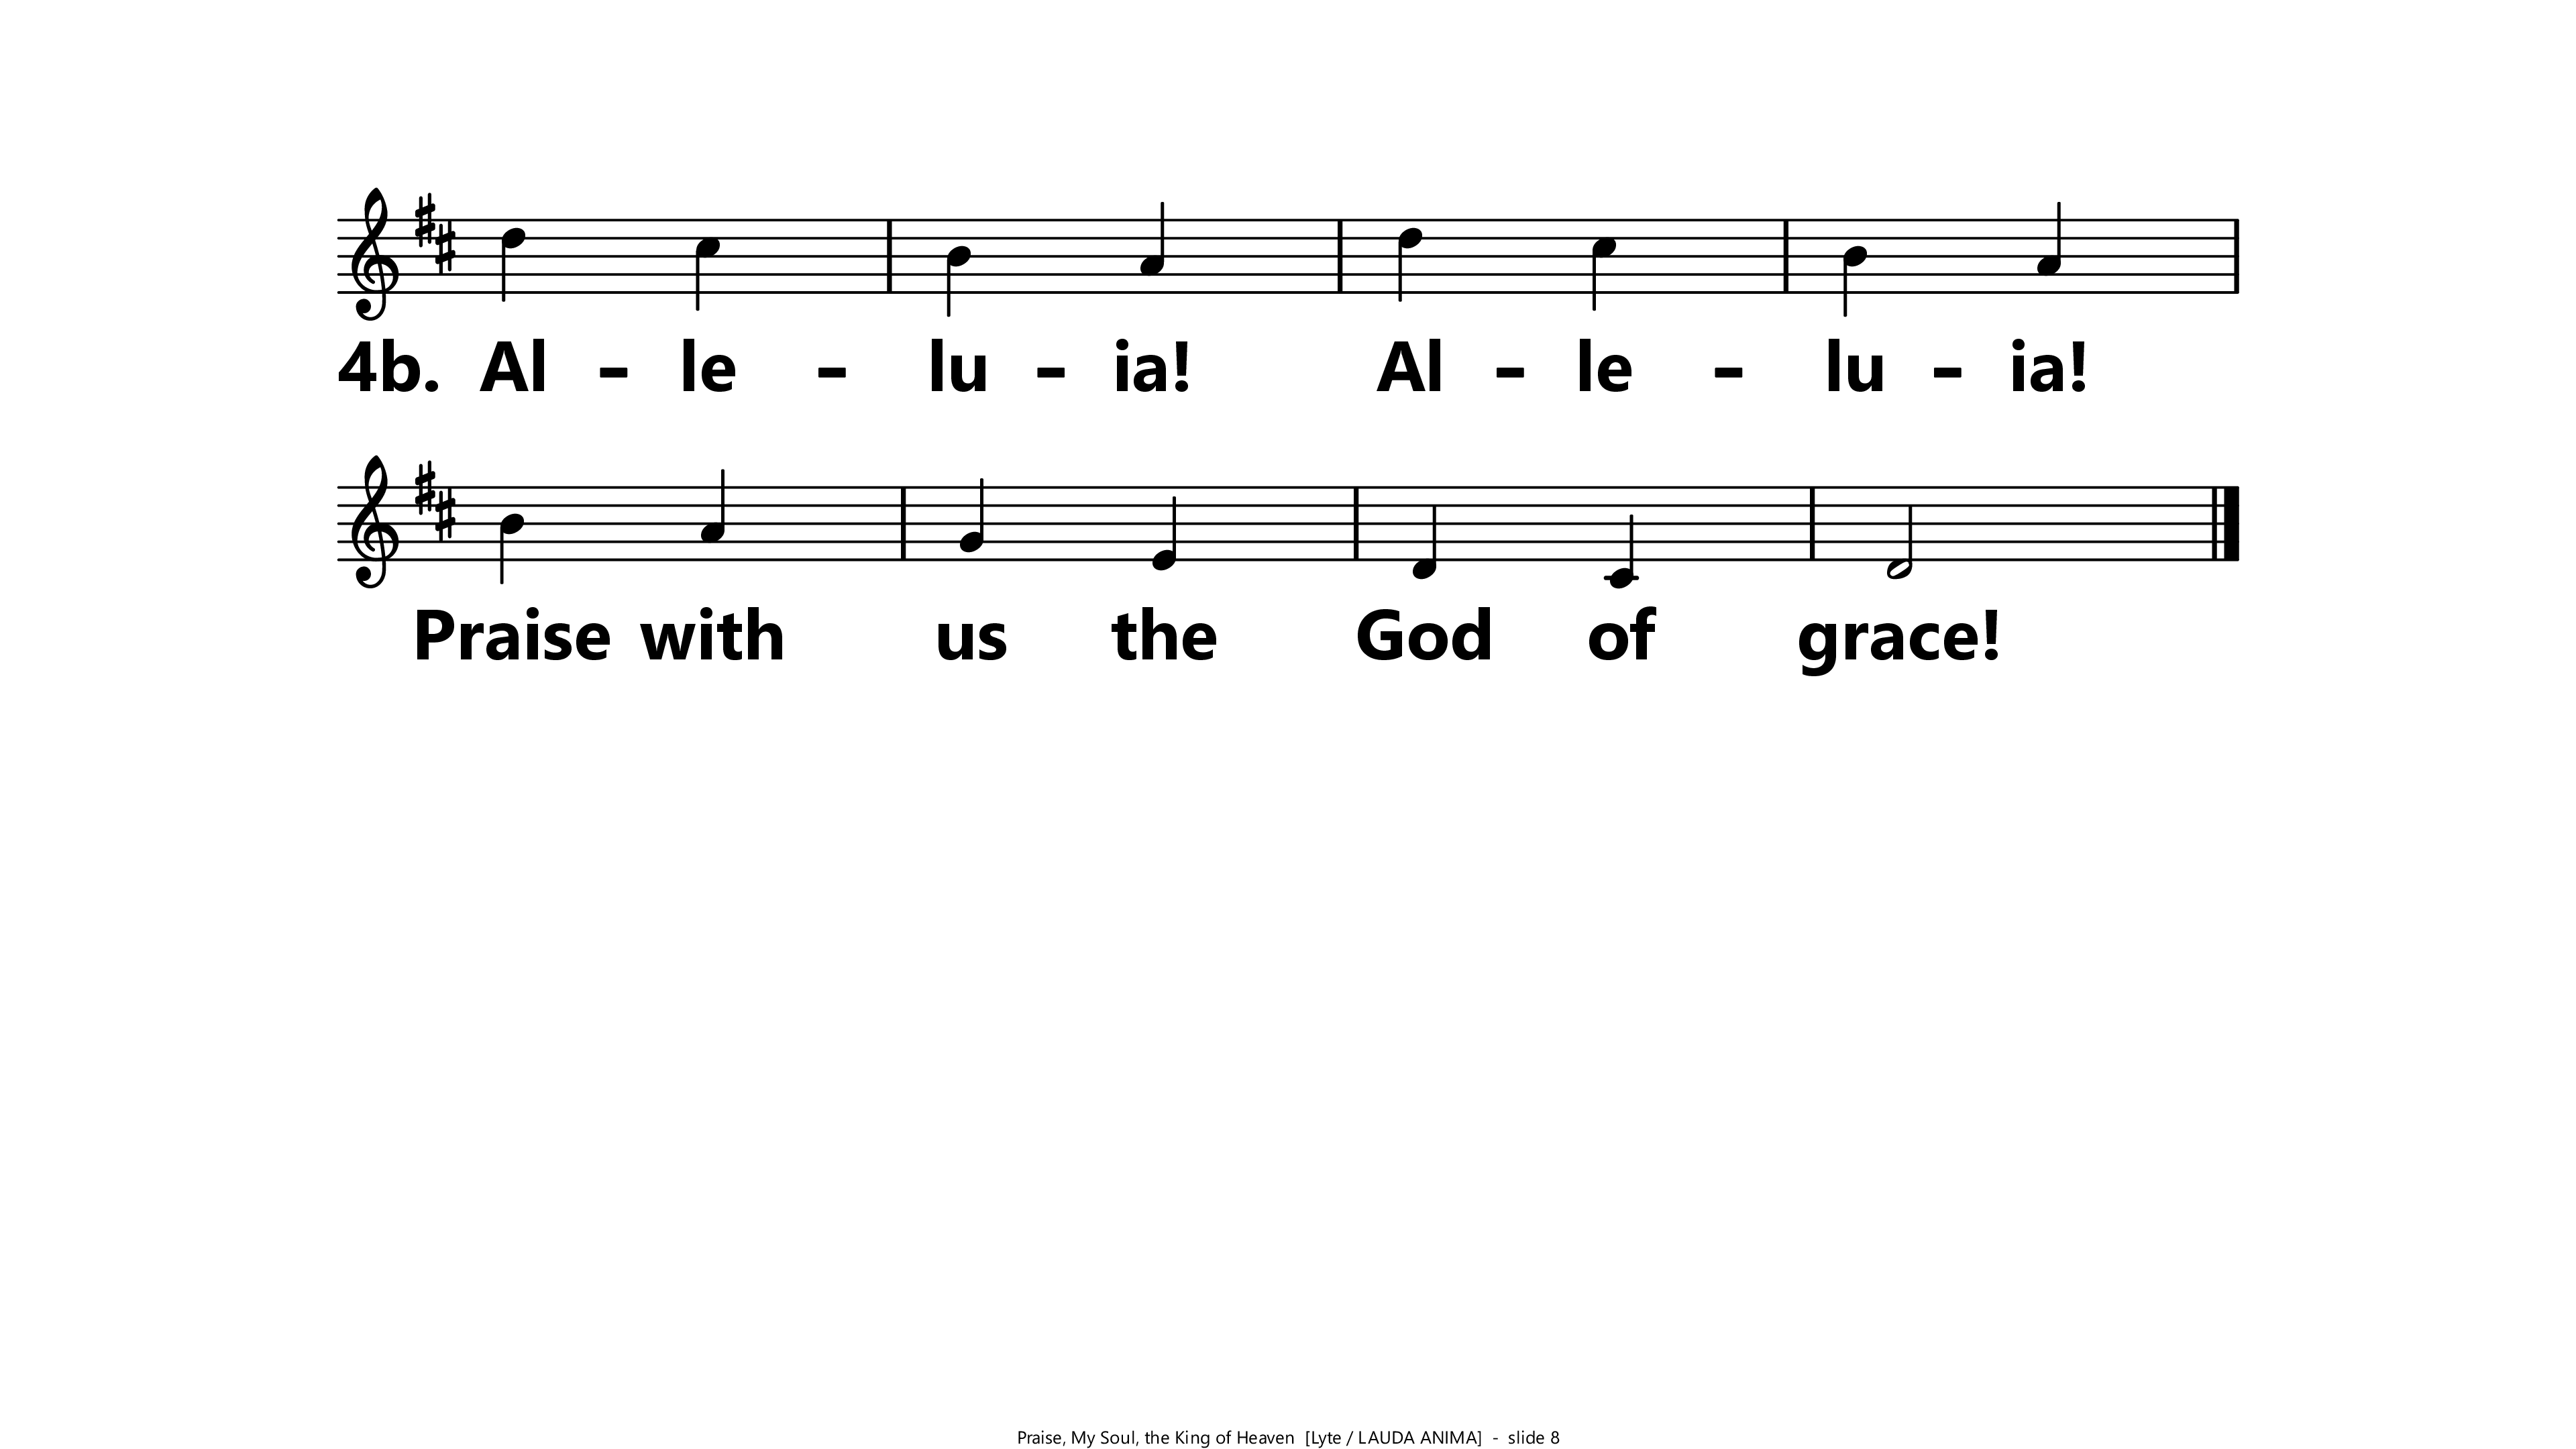 4b. Al – le – lu – ia! Al – le – lu – ia!
Praise with us the God of grace!
Praise, My Soul, the King of Heaven [Lyte / LAUDA ANIMA] - slide 8